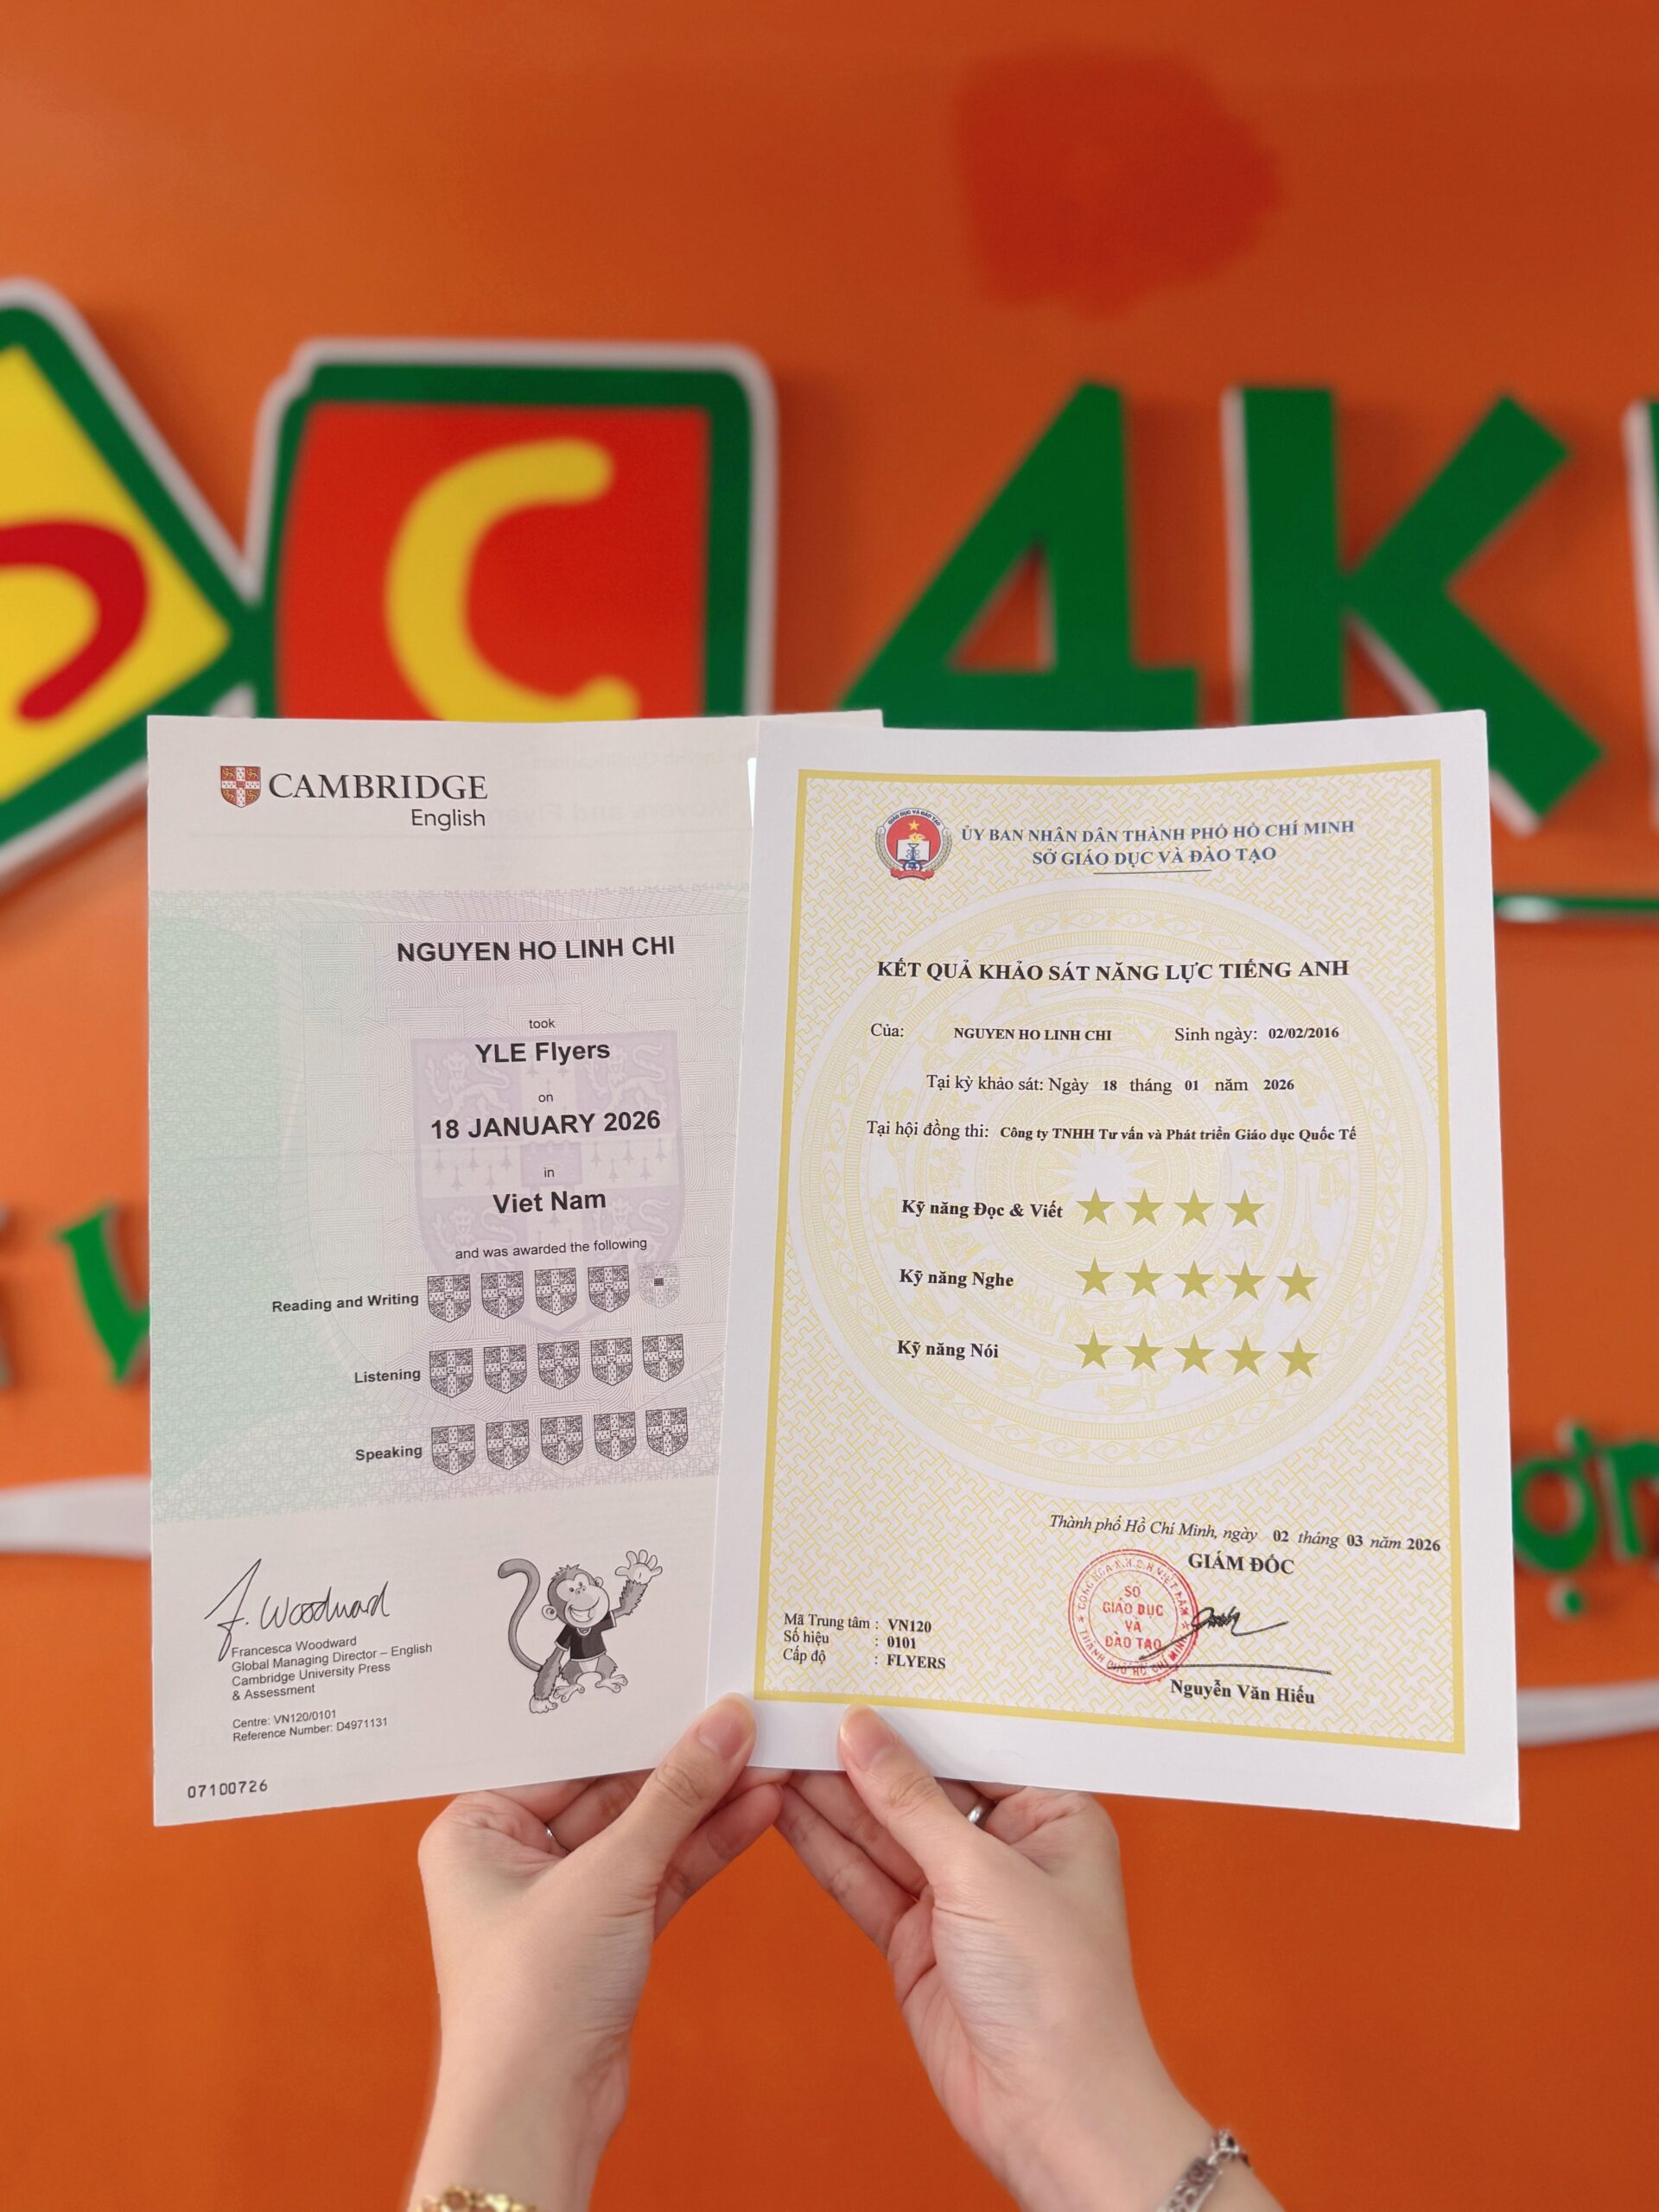 C 4K
CAMBRIDGE
English
NGUYEN HO LINH CHI
took
YLE Flyers
on
18 JANUARY 2026
in
Viet Nam
and was awarded the following
Reading and Writing
Listening
Speaking
F. Woodward
Francesca Woodward
Global Managing Director – English
Cambridge University Press
& Assessment
Centre: VN120/0101
Reference Number: D4971131
07100726
GIÁO DỤC VÀ ĐÀO TẠO
ỦY BAN NHÂN DÂN THÀNH PHỐ HỒ CHÍ MINH
SỞ GIÁO DỤC VÀ ĐÀO TẠO
KẾT QUẢ KHẢO SÁT NĂNG LỰC TIẾNG ANH
Của: NGUYEN HO LINH CHI Sinh ngày: 02/02/2016
Tại kỳ khảo sát: Ngày 18 tháng 01 năm 2026
Tại hội đồng thi: Công ty TNHH Tư vấn và Phát triển Giáo dục Quốc Tế
Kỹ năng Đọc & Viết
Kỹ năng Nghe
Kỹ năng Nói
Thành phố Hồ Chí Minh, ngày 02 tháng 03 năm 2026
GIÁM ĐỐC
SỞ
GIÁO DỤC
VÀ
ĐÀO TẠO
Nguyễn Văn Hiếu
Mã Trung tâm : VN120
Số hiệu : 0101
Cấp độ : FLYERS